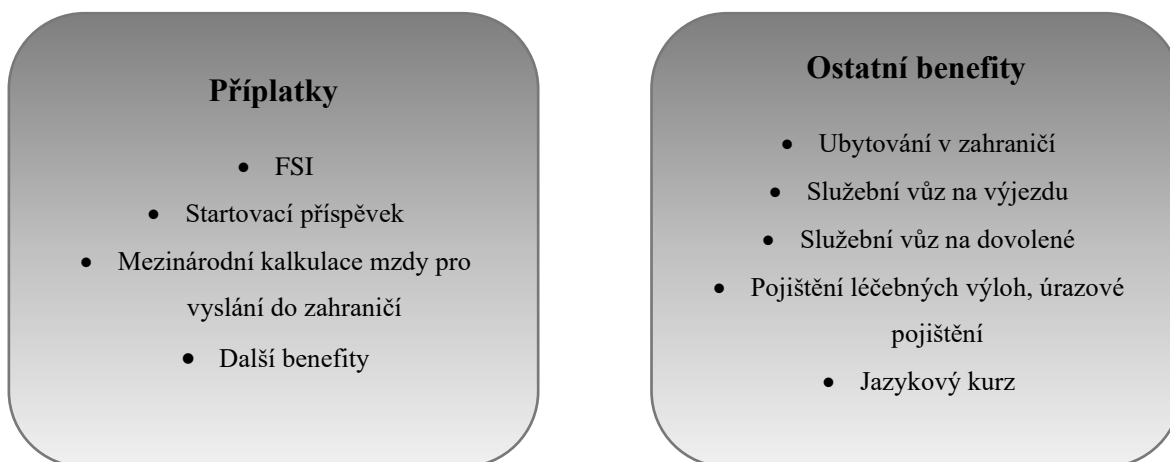 Příplatky
• FSI
• Startovací příspěvek
• Mezinárodní kalkulace mzdy pro
vyslání do zahraničí
• Další benefity
Ostatní benefity
• Ubytování v zahraničí
• Služební vůz na výjezdu
• Služební vůz na dovolené
• Pojištění léčebných výloh, úrazové
pojištění
• Jazykový kurz